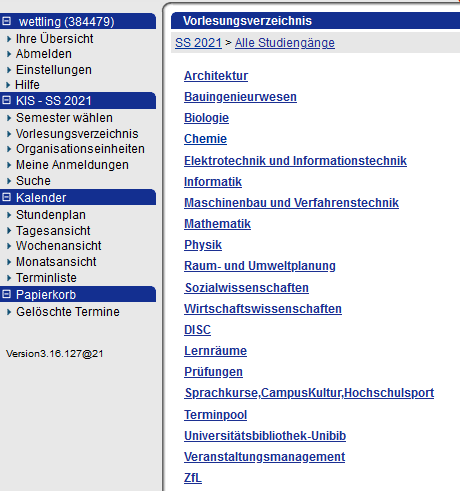 wettling (384479)
Ihre Übersicht
Abmelden
Einstellungen
Hilfe
KIS - SS 2021
Semester wählen
Vorlesungsverzeichnis
Organisationseinheiten
Meine Anmeldungen
Suche
Kalender
Stundenplan
Tagesansicht
Wochenansicht
Monatsansicht
Terminliste
Papierkorb
Gelöschte Termine
Version3.16.127@21
Vorlesungsverzeichnis
SS 2021 > Alle Studiengänge
Architektur
Bauingenieurwesen
Biologie
Chemie
Elektrotechnik und Informationstechnik
Informatik
Maschinenbau und Verfahrenstechnik
Mathematik
Physik
Raum- und Umweltplanung
Sozialwissenschaften
Wirtschaftswissenschaften
DISC
Lernräume
Prüfungen
Sprachkurse,CampusKultur,Hochschulsport
Terminpool
Universitätsbibliothek-Unibib
Veranstaltungsmanagement
ZfL